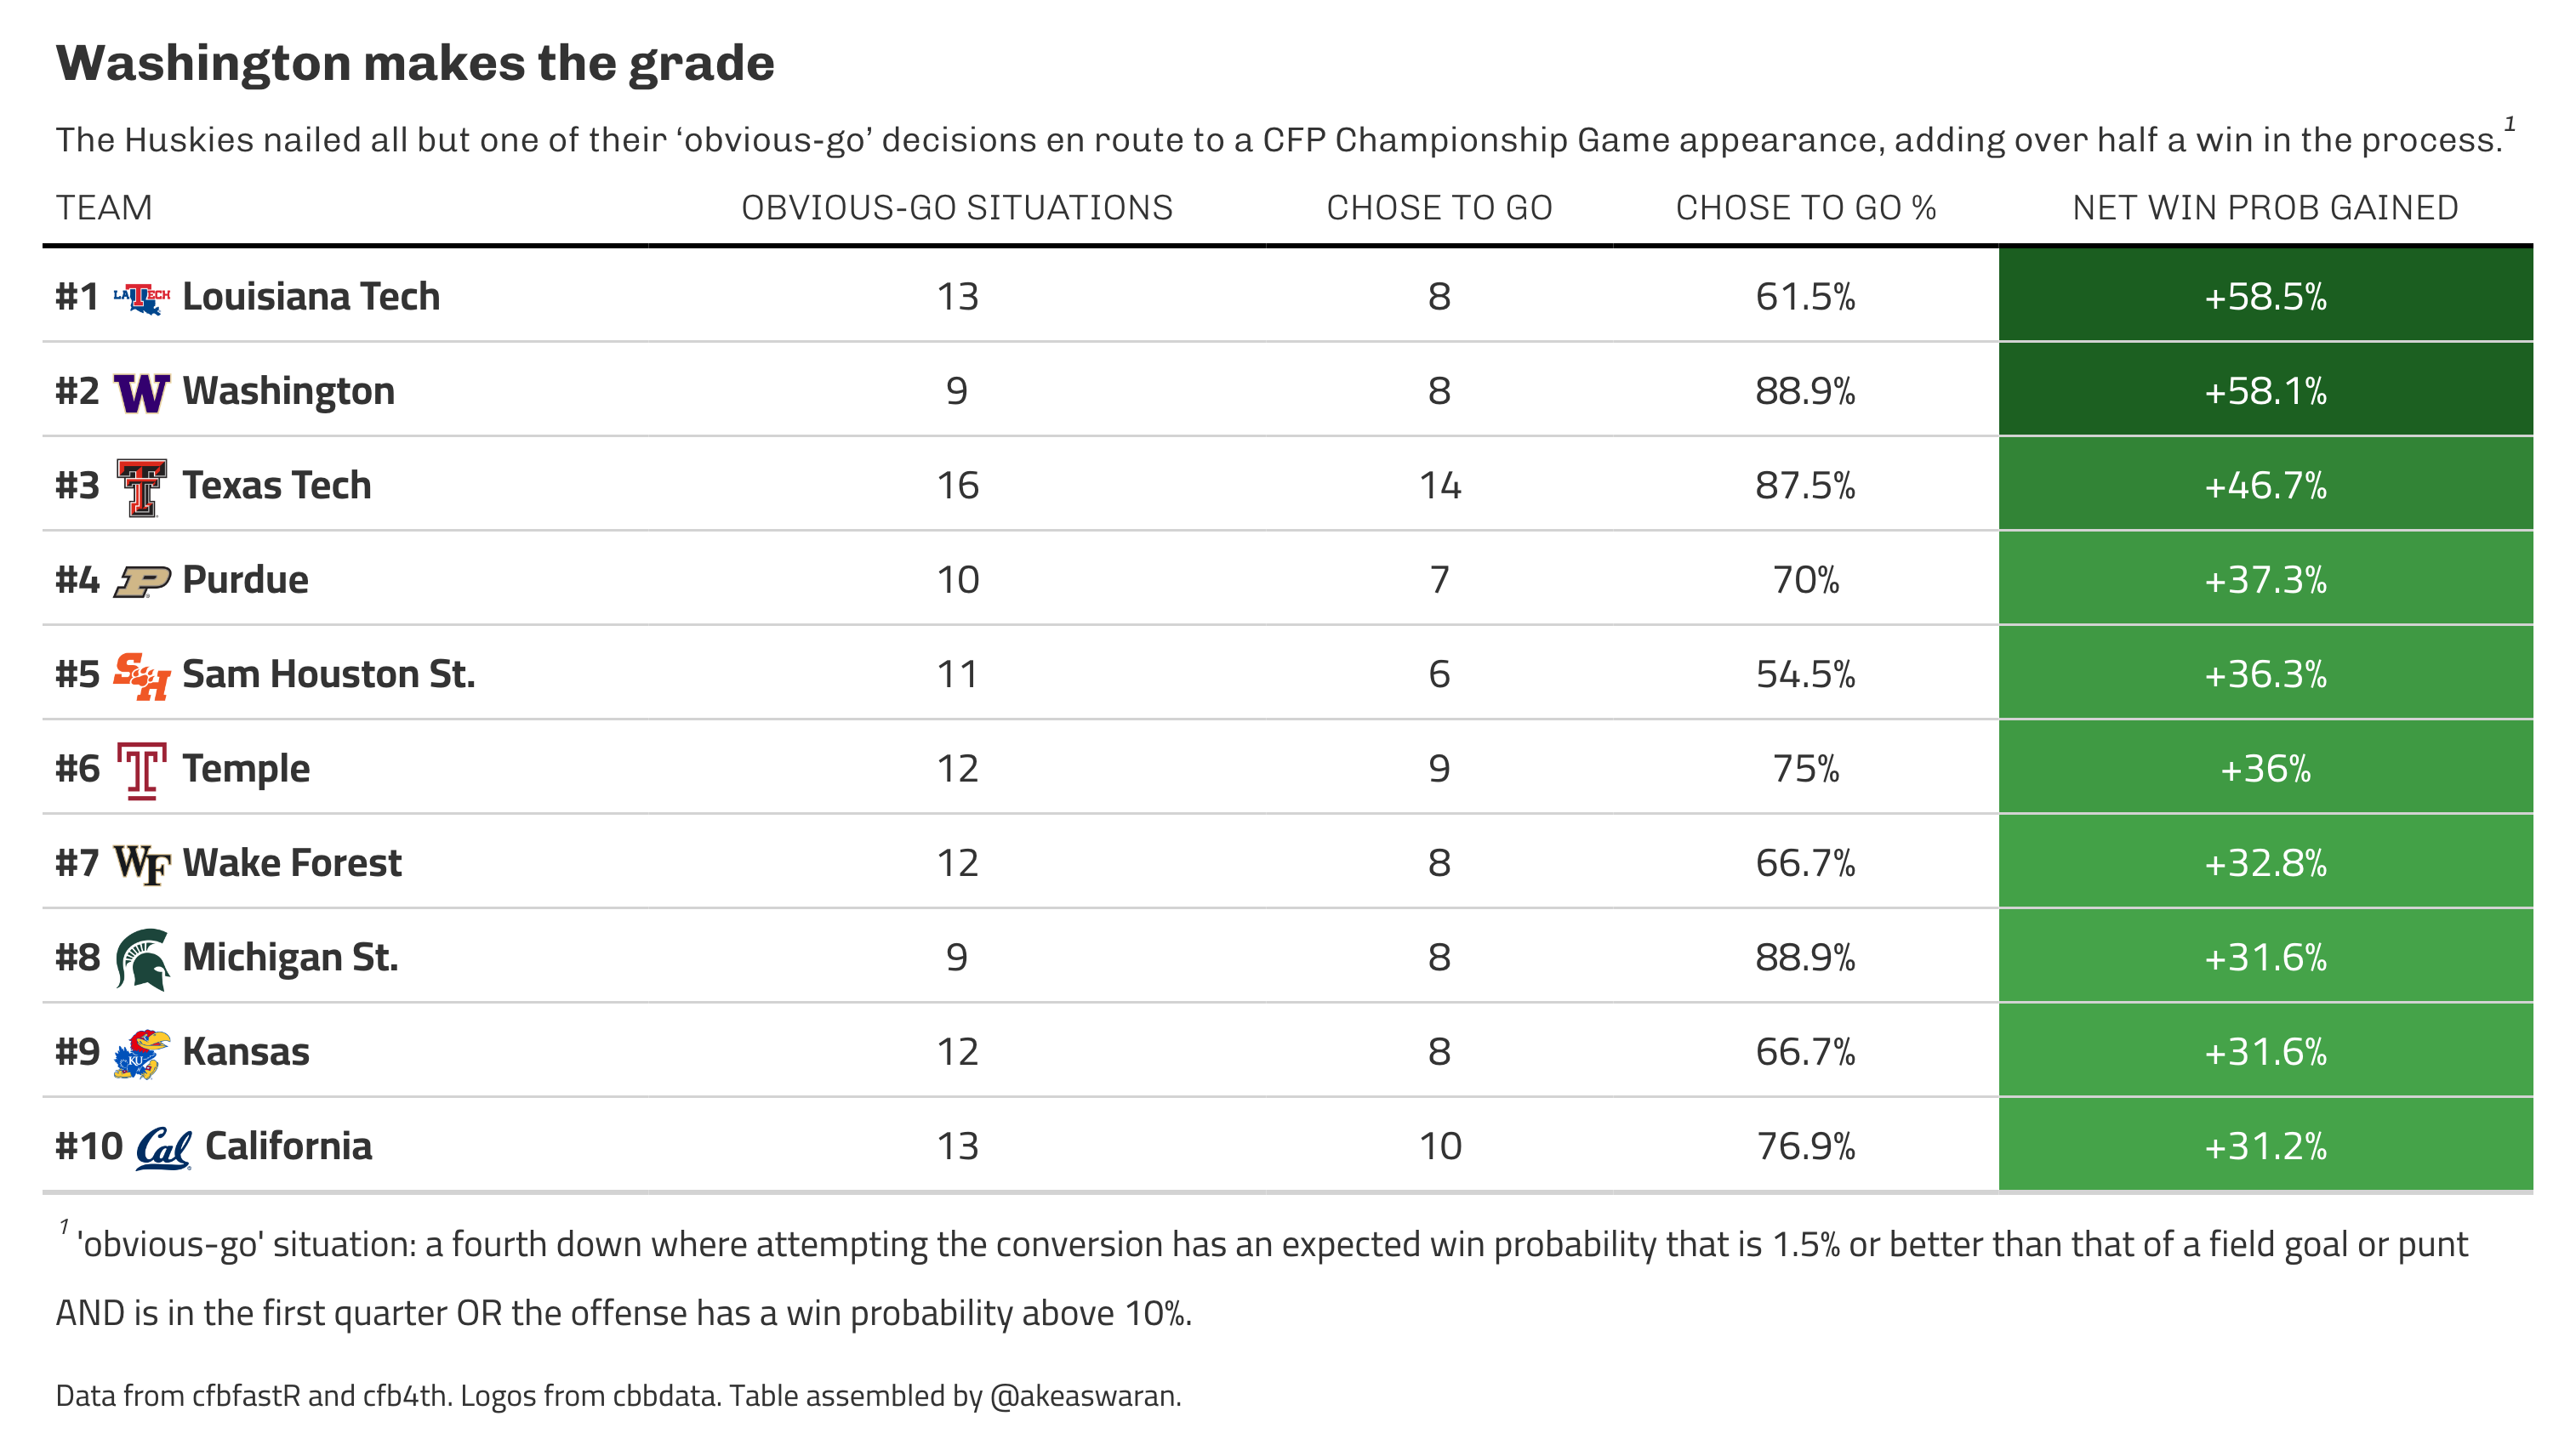 Washington makes the grade
The Huskies nailed all but one of their ‘obvious-go’ decisions en route to a CFP Championship Game appearance, adding over half a win in the process.1
TEAM OBVIOUS-GO SITUATIONS CHOSE TO GO CHOSE TO GO % NET WIN PROB GAINED
#1 LA TECH Louisiana Tech 13 8 61.5% +58.5%
#2 W Washington 9 8 88.9% +58.1%
#3 T Texas Tech 16 14 87.5% +46.7%
#4 P Purdue 10 7 70% +37.3%
#5 SH Sam Houston St. 11 6 54.5% +36.3%
#6 T Temple 12 9 75% +36%
#7 WF Wake Forest 12 8 66.7% +32.8%
#8 Michigan St. 9 8 88.9% +31.6%
#9 KU Kansas 12 8 66.7% +31.6%
#10 Cal California 13 10 76.9% +31.2%
1 'obvious-go' situation: a fourth down where attempting the conversion has an expected win probability that is 1.5% or better than that of a field goal or punt
AND is in the first quarter OR the offense has a win probability above 10%.
Data from cfbfastR and cfb4th. Logos from cbbdata. Table assembled by @akeaswaran.